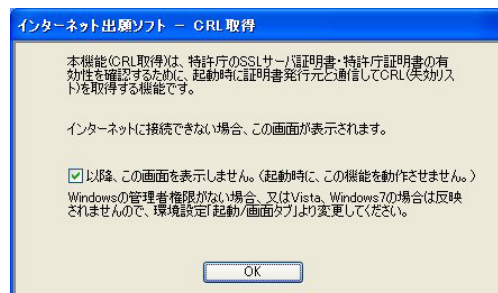 インターネット出願ソフト － CRL取得
本機能(CRL取得)は、特許庁のSSLサーバ証明書・特許庁証明書の有
効性を確認するために、起動時に証明書発行元と通信してCRL(失効リス
ト)を取得する機能です。
インターネットに接続できない場合、この画面が表示されます。
以降、この画面を表示しません。(起動時に、この機能を動作させません。)
Windowsの管理者権限がない場合、又はVista、Windows7の場合は反映
されませんので、環境設定「起動/画面タブ」より変更してください。
OK